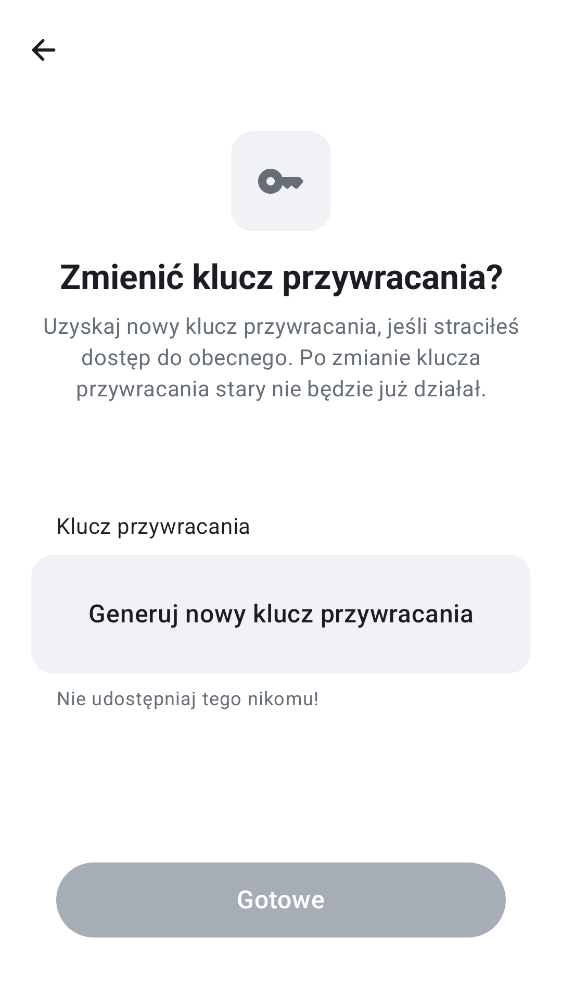 Zmienić klucz przywracania?
Uzyskaj nowy klucz przywracania, jeśli straciłeś
dostęp do obecnego. Po zmianie klucza
przywracania stary nie będzie już działał.
Klucz przywracania
Generuj nowy klucz przywracania
Nie udostępniaj tego nikomu!
Gotowe